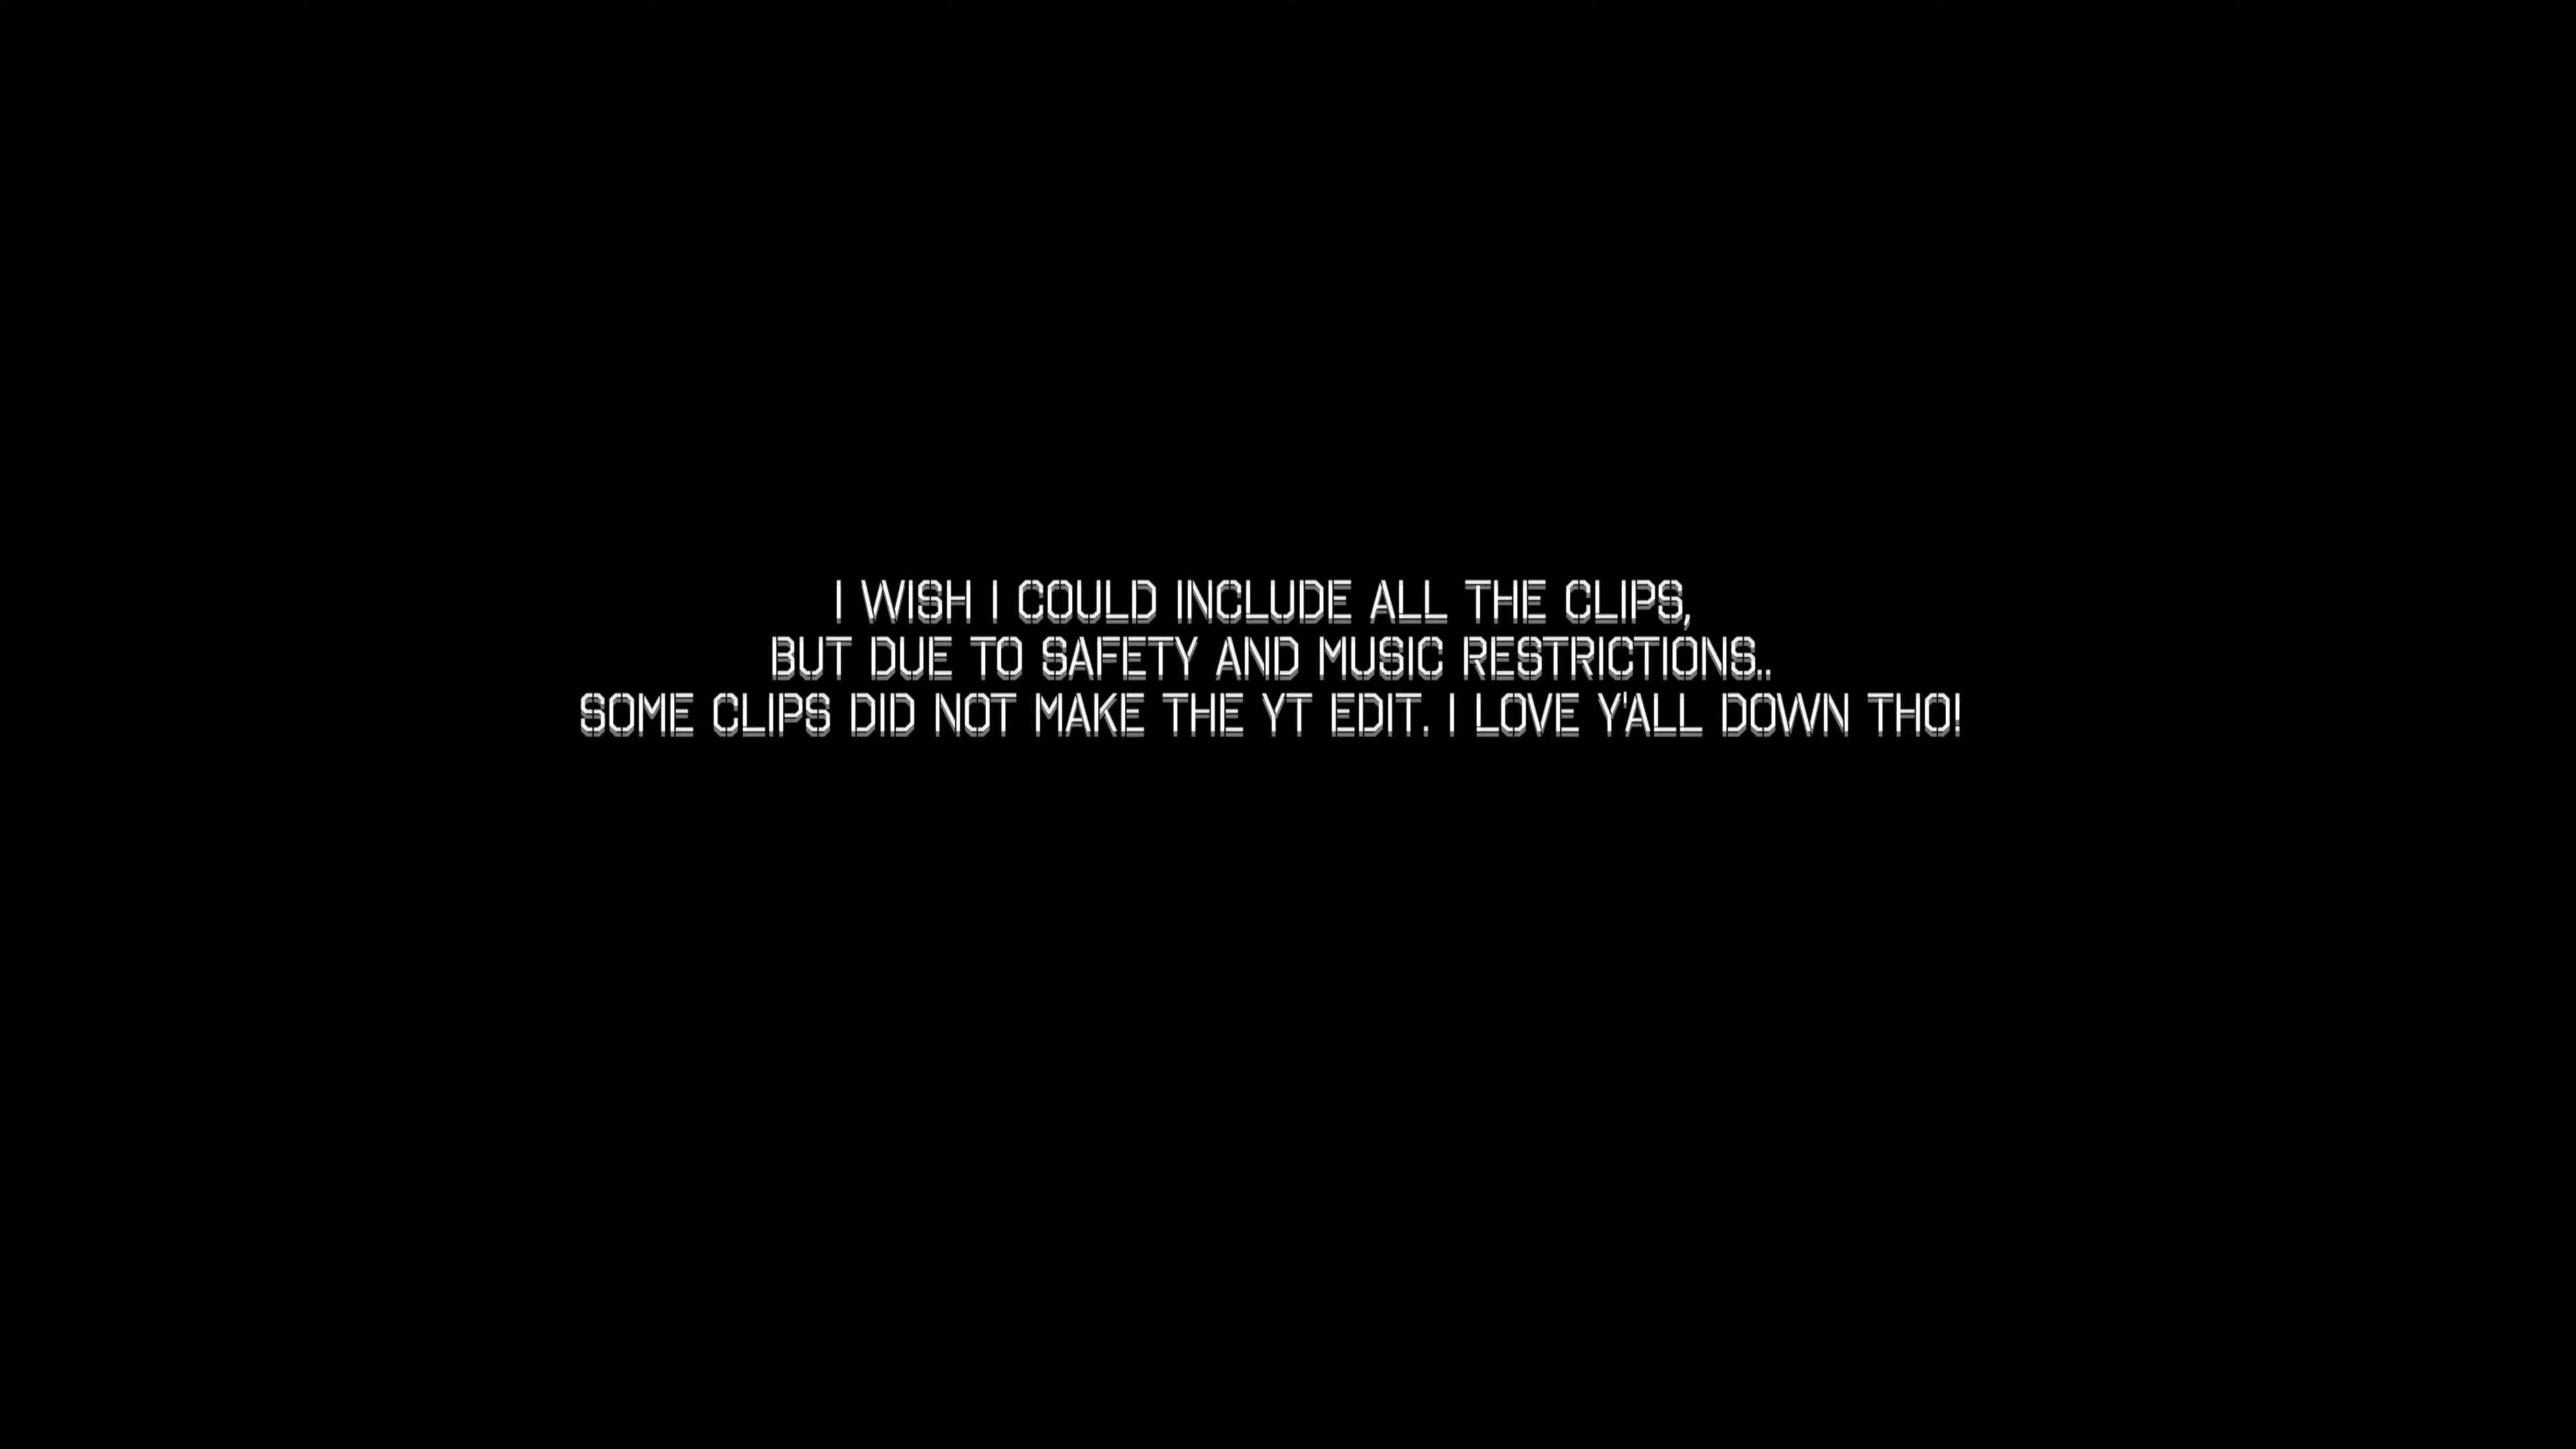 I WISH I COULD INCLUDE ALL THE CLIPS,
BUT DUE TO SAFETY AND MUSIC RESTRICTIONS..
SOME CLIPS DID NOT MAKE THE YT EDIT. I LOVE Y'ALL DOWN THO!